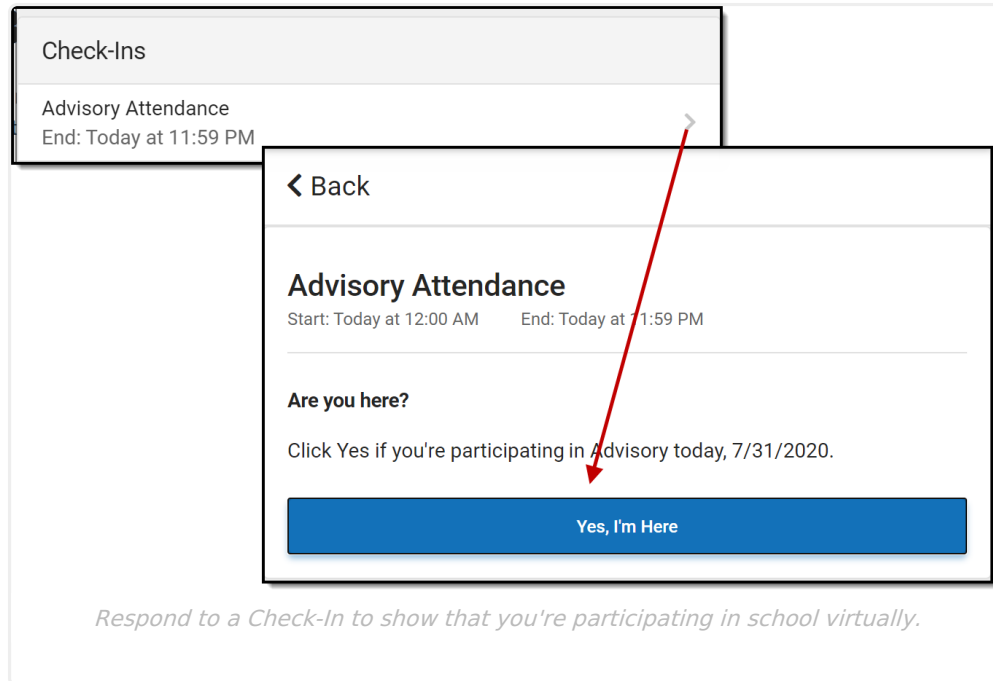 Check-Ins
Advisory Attendance
End: Today at 11:59 PM
Back
Advisory Attendance
Start: Today at 12:00 AM End: Today at 11:59 PM
Are you here?
Click Yes if you're participating in Advisory today, 7/31/2020.
Yes, I'm Here
Respond to a Check-In to show that you're participating in school virtually.